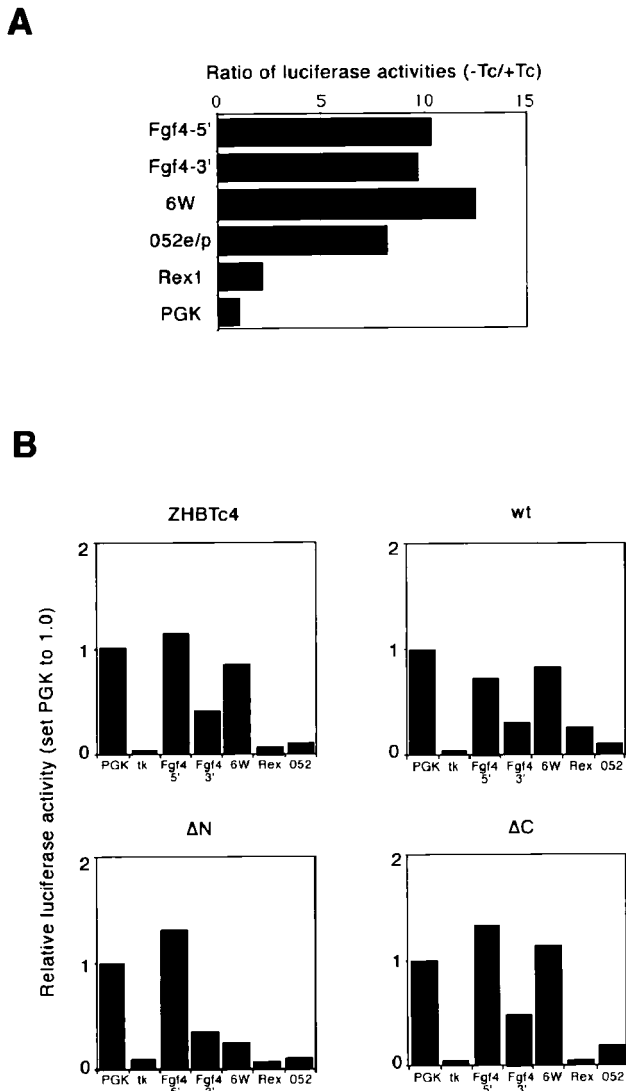 A
Ratio of luciferase activities (-Tc/+Tc)
0 5 10 15
Fgf4-5'
Fgf4-3'
6W
052e/p
Rex1
PGK
B
Relative luciferase activity (set PGK to 1.0)
ZHBTc4
2
1
0
PGK tk Fgf4 Fgf4 6W Rex 052
5' 3'
wt
2
1
0
PGK tk Fgf4 Fgf4 6W Rex 052
5' 3'
ΔN
2
1
0
PGK tk Fgf4 Fgf4 6W Rex 052
5' 3'
ΔC
2
1
0
PGK tk Fgf4 Fgf4 6W Rex 052
5' 3'